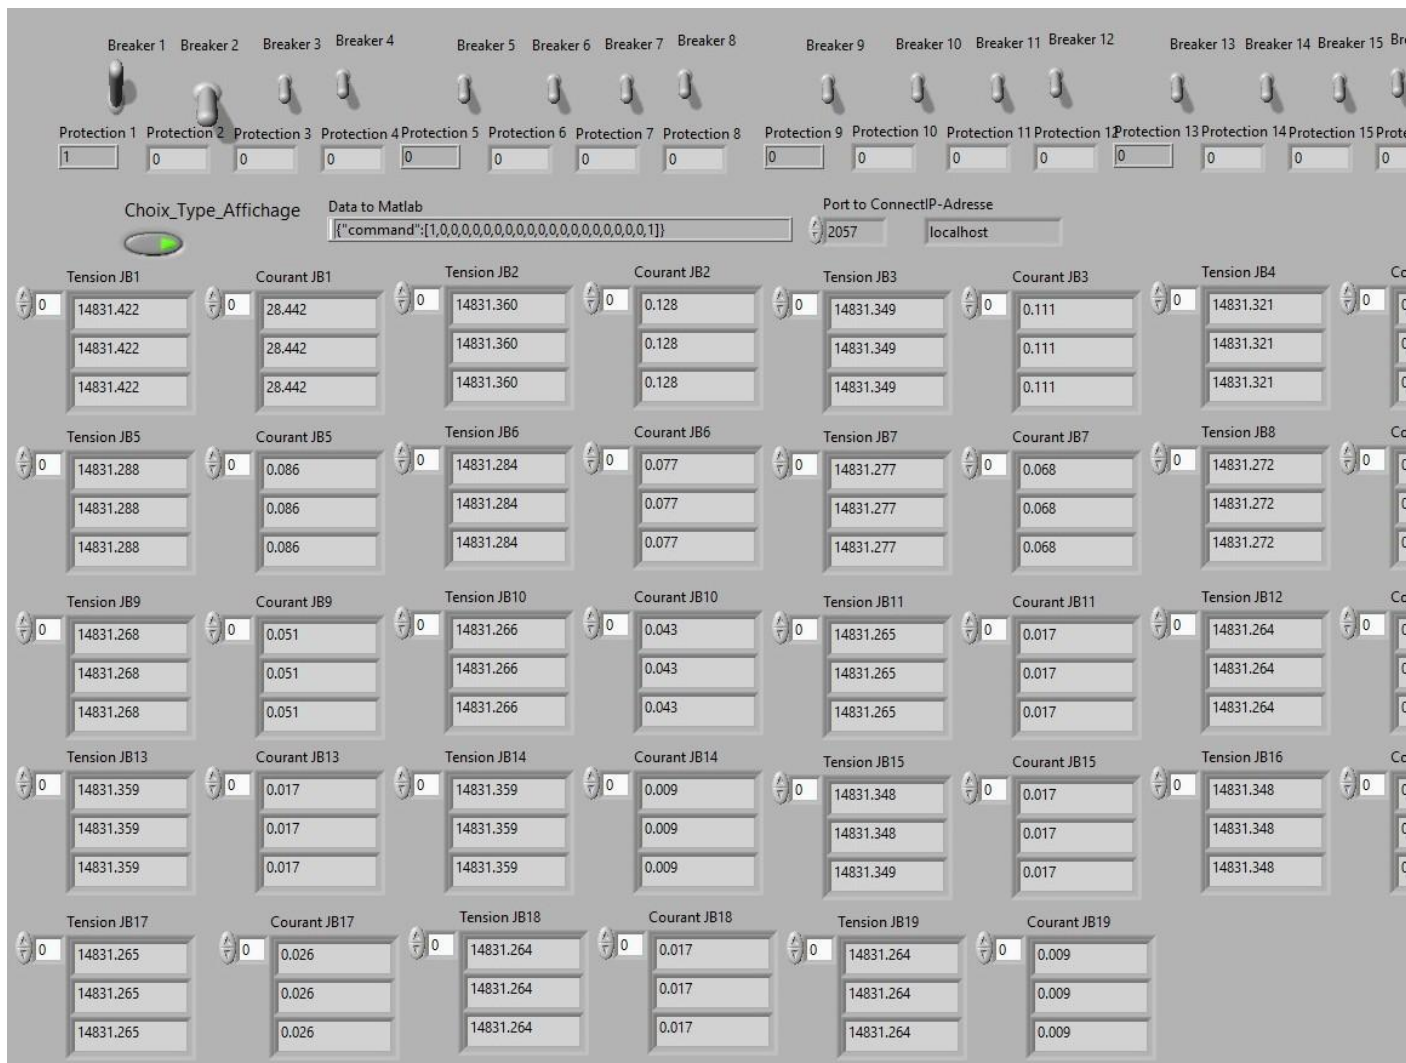 Breaker 1 Breaker 2 Breaker 3 Breaker 4 Breaker 5 Breaker 6 Breaker 7 Breaker 8 Breaker 9 Breaker 10 Breaker 11 Breaker 12 Breaker 13 Breaker 14 Breaker 15
Protection 1 Protection 2 Protection 3 Protection 4 Protection 5 Protection 6 Protection 7 Protection 8 Protection 9 Protection 10 Protection 11 Protection 12 Protection 13 Protection 14 Protection 15
1 0 0 0 0 0 0 0 0 0 0 0 0 0 0 0
Choix_Type_Affichage Data to Matlab Port to Connect IP-Adresse
{"command":[1,0,0,0,0,0,0,0,0,0,0,0,0,0,0,0,0,0,0,0,1]} 2057 localhost
Tension JB1 Courant JB1 Tension JB2 Courant JB2 Tension JB3 Courant JB3 Tension JB4
0 14831.422 0 28.442 0 14831.360 0 0.128 0 14831.349 0 0.111 0 14831.321 0
14831.422 28.442 14831.360 0.128 14831.349 0.111 14831.321
14831.422 28.442 14831.360 0.128 14831.349 0.111 14831.321
Tension JB5 Courant JB5 Tension JB6 Courant JB6 Tension JB7 Courant JB7 Tension JB8
0 14831.288 0 0.086 0 14831.284 0 0.077 0 14831.277 0 0.068 0 14831.272 0
14831.288 0.086 14831.284 0.077 14831.277 0.068 14831.272
14831.288 0.086 14831.284 0.077 14831.277 0.068 14831.272
Tension JB9 Courant JB9 Tension JB10 Courant JB10 Tension JB11 Courant JB11 Tension JB12
0 14831.268 0 0.051 0 14831.266 0 0.043 0 14831.265 0 0.017 0 14831.264 0
14831.268 0.051 14831.266 0.043 14831.265 0.017 14831.264
14831.268 0.051 14831.266 0.043 14831.265 0.017 14831.264
Tension JB13 Courant JB13 Tension JB14 Courant JB14 Tension JB15 Courant JB15 Tension JB16
0 14831.359 0 0.017 0 14831.359 0 0.009 0 14831.348 0 0.017 0 14831.348 0
14831.359 0.017 14831.359 0.009 14831.348 0.017 14831.348
14831.359 0.017 14831.359 0.009 14831.349 0.017 14831.348
Tension JB17 Courant JB17 Tension JB18 Courant JB18 Tension JB19 Courant JB19
0 14831.265 0 0.026 0 14831.264 0 0.017 0 14831.264 0 0.009
14831.265 0.026 14831.264 0.017 14831.264 0.009
14831.265 0.026 14831.264 0.017 14831.264 0.009